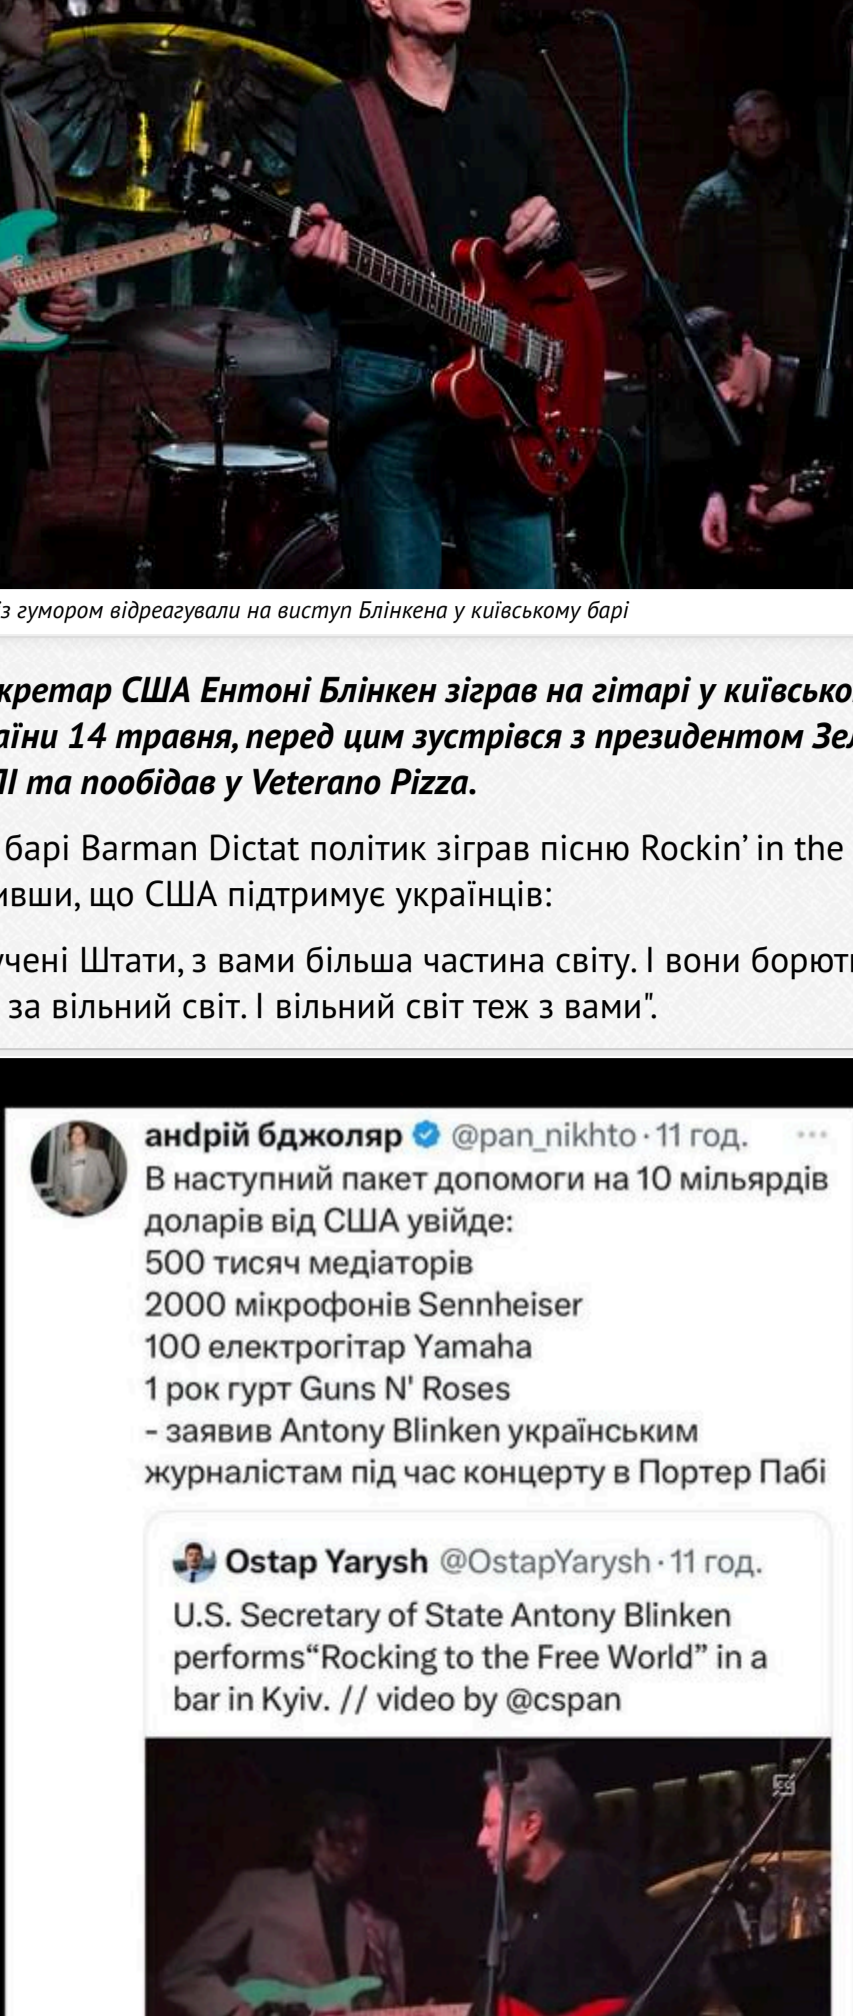 з гумором відреагували на виступ Блінкена у київському барі
кретар США Ентоні Блінкен зіграв на гітарі у київсько
аїни 14 травня, перед цим зустрівся з президентом Зел
ПІ та пообідав у Veterano Pizza.
барі Barman Dictat політик зіграв пісню Rockin’ in the
ивши, що США підтримує українців:
учені Штати, з вами більша частина світу. І вони борють
за вільний світ. І вільний світ теж з вами".
анdрій бджоляр @pan_nikhto · 11 год.
В наступний пакет допомоги на 10 мільярдів
доларів від США увійде:
500 тисяч медіаторів
2000 мікрофонів Sennheiser
100 електрогітар Yamaha
1 рок гурт Guns N' Roses
- заявив Antony Blinken українським
журналістам під час концерту в Портер Пабі
Ostap Yarysh @OstapYarysh · 11 год.
U.S. Secretary of State Antony Blinken
performs“Rocking to the Free World” in a
bar in Kyiv. // video by @cspan